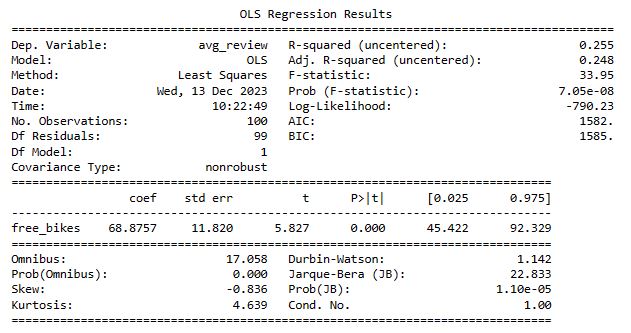 OLS Regression Results
==============================================================================
Dep. Variable: avg_review R-squared (uncentered): 0.255
Model: OLS Adj. R-squared (uncentered): 0.248
Method: Least Squares F-statistic: 33.95
Date: Wed, 13 Dec 2023 Prob (F-statistic): 7.05e-08
Time: 10:22:49 Log-Likelihood: -790.23
No. Observations: 100 AIC: 1582.
Df Residuals: 99 BIC: 1585.
Df Model: 1
Covariance Type: nonrobust
==============================================================================
coef std err t P>|t| [0.025 0.975]
------------------------------------------------------------------------------
free_bikes 68.8757 11.820 5.827 0.000 45.422 92.329
==============================================================================
Omnibus: 17.058 Durbin-Watson: 1.142
Prob(Omnibus): 0.000 Jarque-Bera (JB): 22.833
Skew: -0.836 Prob(JB): 1.10e-05
Kurtosis: 4.639 Cond. No. 1.00
==============================================================================